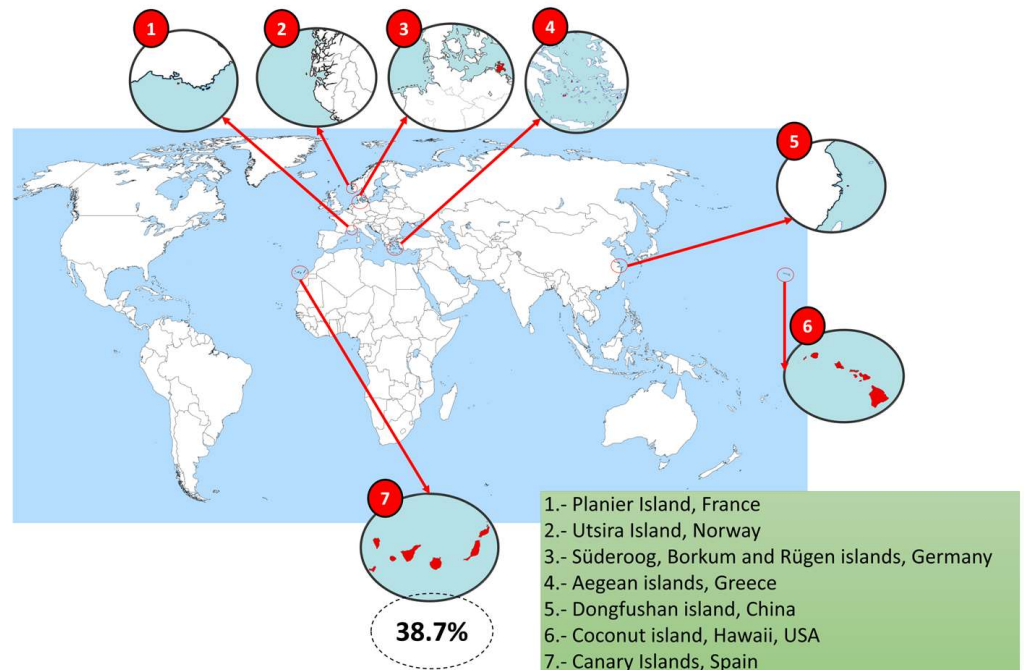 1
2
3
4
5
6
7
38.7%
1.- Planier Island, France
2.- Utsira Island, Norway
3.- Süderoog, Borkum and Rügen islands, Germany
4.- Aegean islands, Greece
5.- Dongfushan island, China
6.- Coconut island, Hawaii, USA
7.- Canary Islands, Spain